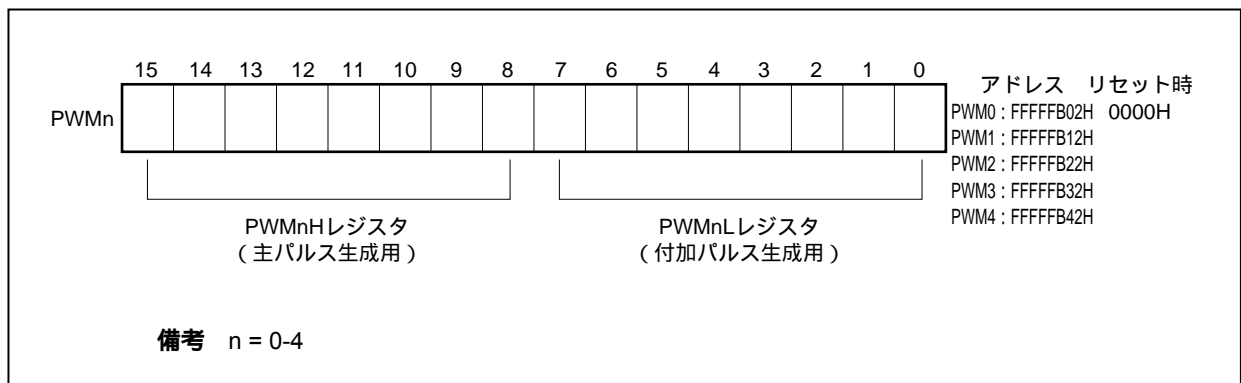 15 14 13 12 11 10 9 8 7 6 5 4 3 2 1 0
アドレス リセット時
PWMn
PWM0 : FFFFFB02H 0000H
PWM1 : FFFFFB12H
PWM2 : FFFFFB22H
PWM3 : FFFFFB32H
PWM4 : FFFFFB42H
PWMnHレジスタ
(主パルス生成用)
PWMnLレジスタ
(付加パルス生成用)
備考 n = 0-4